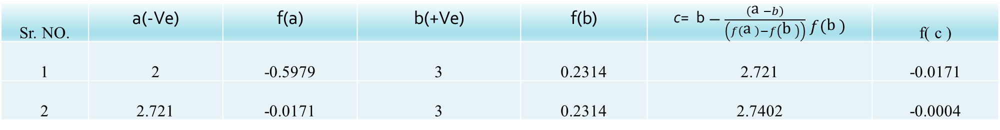 Sr. NO. a(-Ve) f(a) b(+Ve) f(b) c= b − (a −b)/(f(a)−f(b)) f(b) f( c )
1 2 -0.5979 3 0.2314 2.721 -0.0171
2 2.721 -0.0171 3 0.2314 2.7402 -0.0004